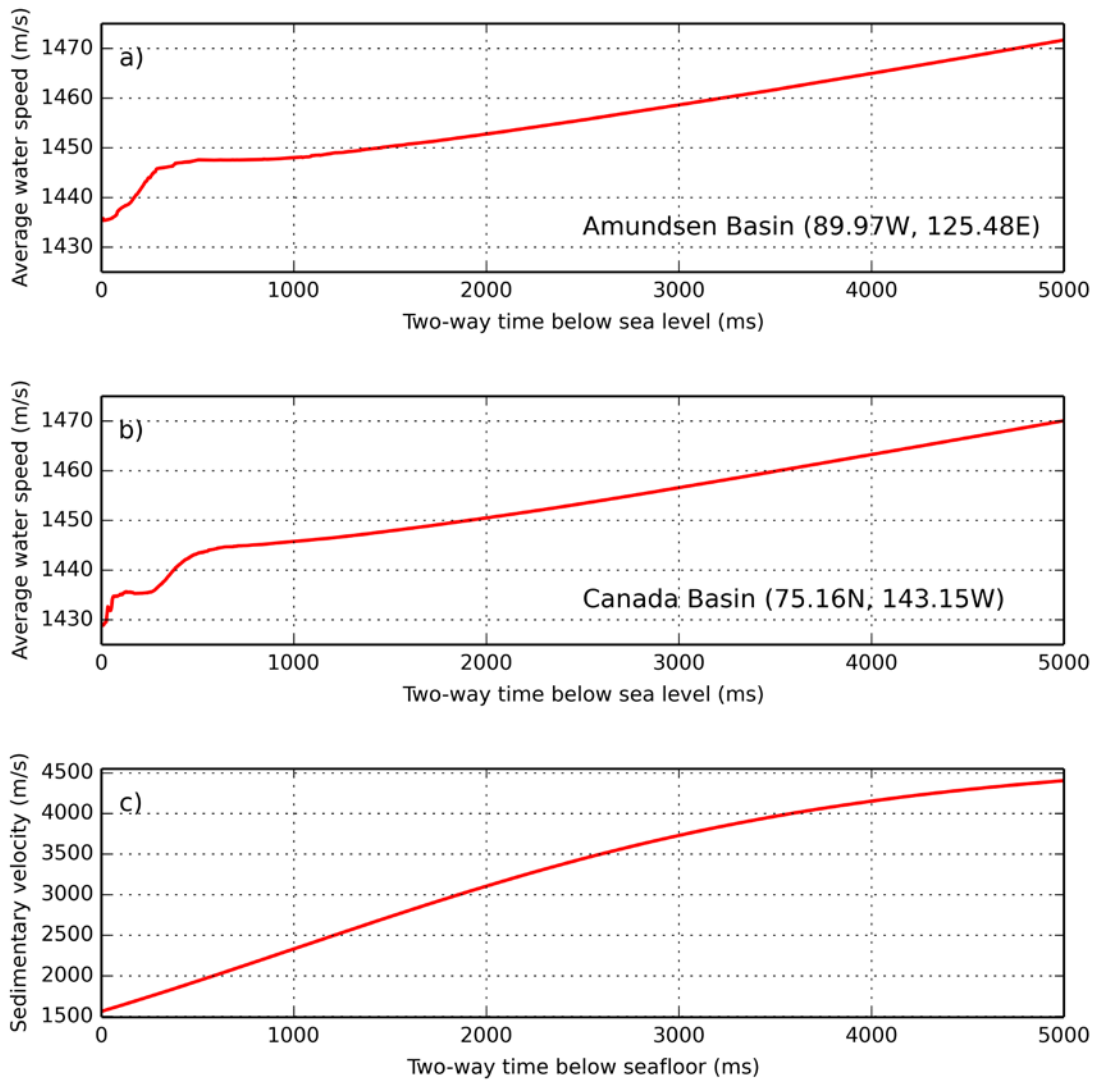 Average water speed (m/s)
a)
1470
1460
1450
1440
1430
Amundsen Basin (89.97W, 125.48E)
0 1000 2000 3000 4000 5000
Two-way time below sea level (ms)
Average water speed (m/s)
b)
1470
1460
1450
1440
1430
Canada Basin (75.16N, 143.15W)
0 1000 2000 3000 4000 5000
Two-way time below sea level (ms)
Sedimentary velocity (m/s)
c)
4500
4000
3500
3000
2500
2000
1500
0 1000 2000 3000 4000 5000
Two-way time below seafloor (ms)